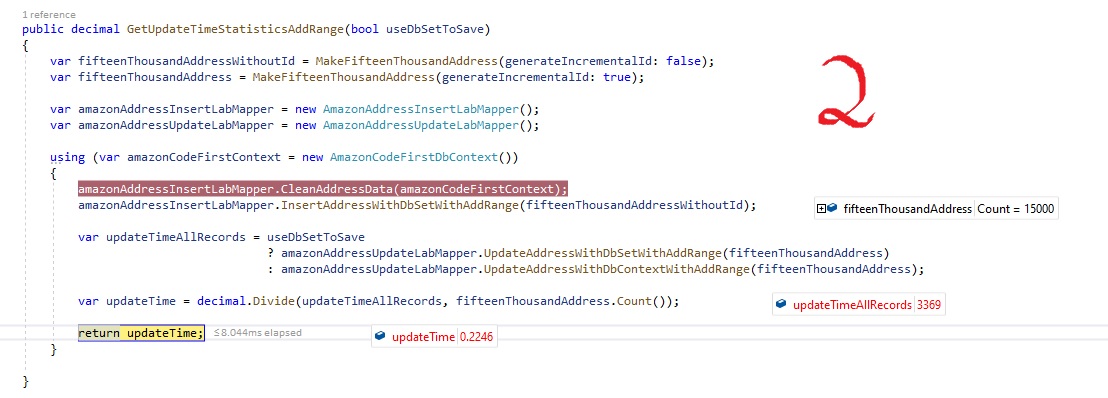 1 reference
public decimal GetUpdateTimeStatisticsAddRange(bool useDbSetToSave)
{
var fifteenThousandAddressWithoutId = MakeFifteenThousandAddress(generateIncrementalId: false);
var fifteenThousandAddress = MakeFifteenThousandAddress(generateIncrementalId: true);
2
var amazonAddressInsertLabMapper = new AmazonAddressInsertLabMapper();
var amazonAddressUpdateLabMapper = new AmazonAddressUpdateLabMapper();
using (var amazonCodeFirstContext = new AmazonCodeFirstDbContext())
{
amazonAddressInsertLabMapper.CleanAddressData(amazonCodeFirstContext);
amazonAddressInsertLabMapper.InsertAddressWithDbSetWithAddRange(fifteenThousandAddressWithoutId);
fifteenThousandAddress Count = 15000
var updateTimeAllRecords = useDbSetToSave
? amazonAddressUpdateLabMapper.UpdateAddressWithDbSetWithAddRange(fifteenThousandAddress)
: amazonAddressUpdateLabMapper.UpdateAddressWithDbContextWithAddRange(fifteenThousandAddress);
var updateTime = decimal.Divide(updateTimeAllRecords, fifteenThousandAddress.Count());
updateTimeAllRecords 3369
return updateTime; ≤8.044ms elapsed
updateTime 0.2246
}
}